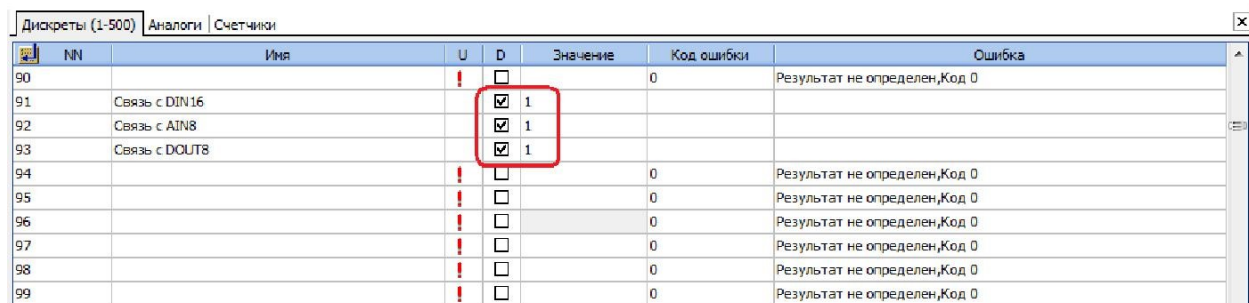 Дискреты (1-500) Аналоги Счетчики
NN Имя U D Значение Код ошибки Ошибка
90 ! 0 Результат не определен,Код 0
91 Связь с DIN16 1
92 Связь с AIN8 1
93 Связь с DOUT8 1
94 ! 0 Результат не определен,Код 0
95 ! 0 Результат не определен,Код 0
96 ! 0 Результат не определен,Код 0
97 ! 0 Результат не определен,Код 0
98 ! 0 Результат не определен,Код 0
99 ! 0 Результат не определен,Код 0